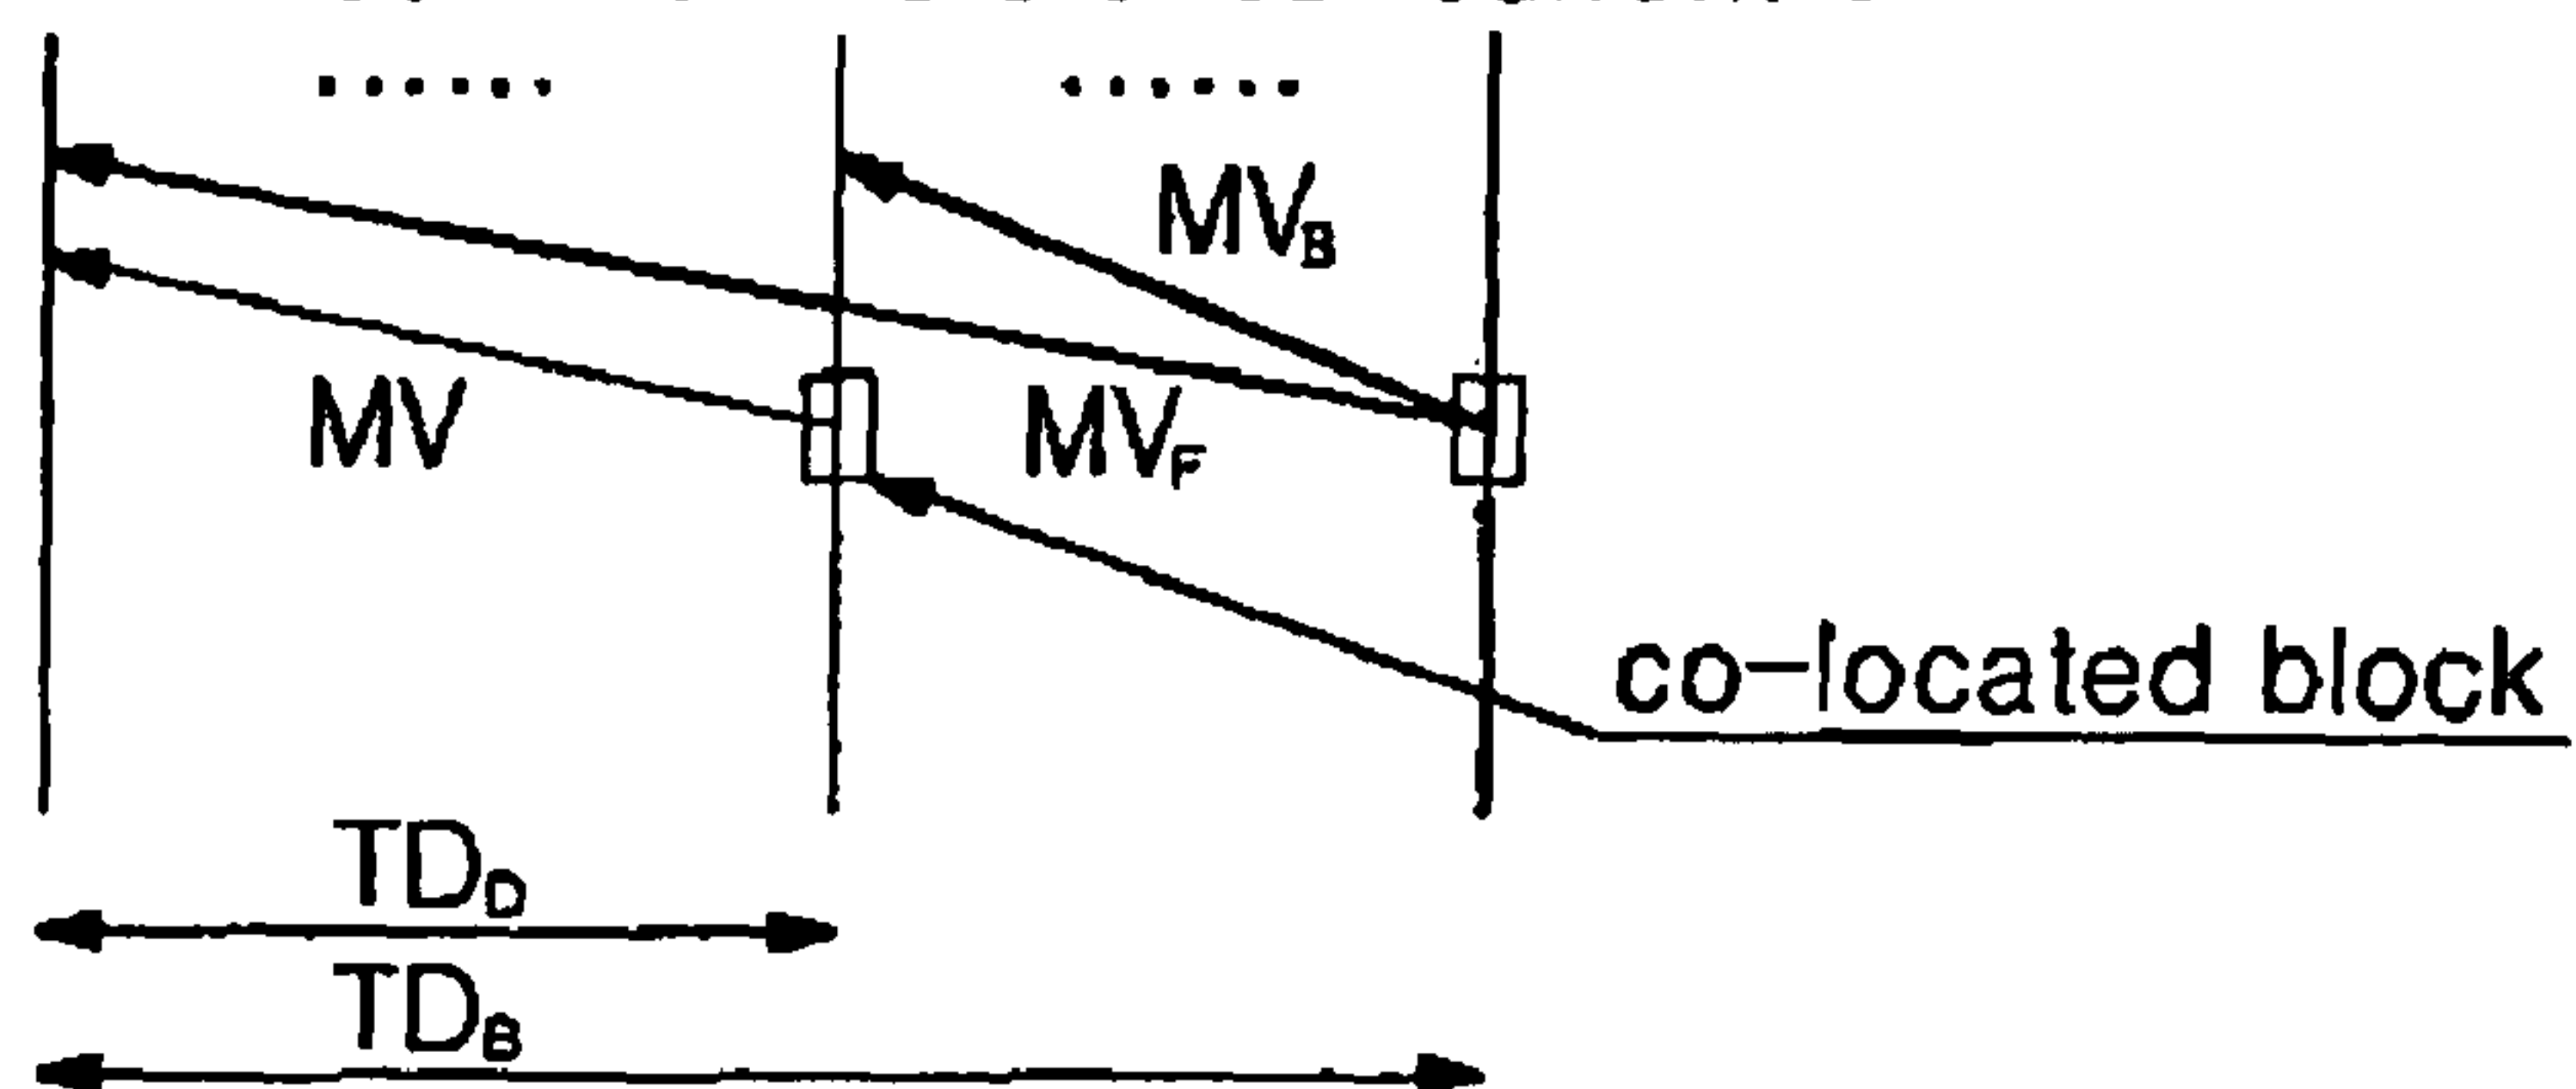 ......
......
MV_B
MV
MV_F
co-located block
TD_D
TD_B